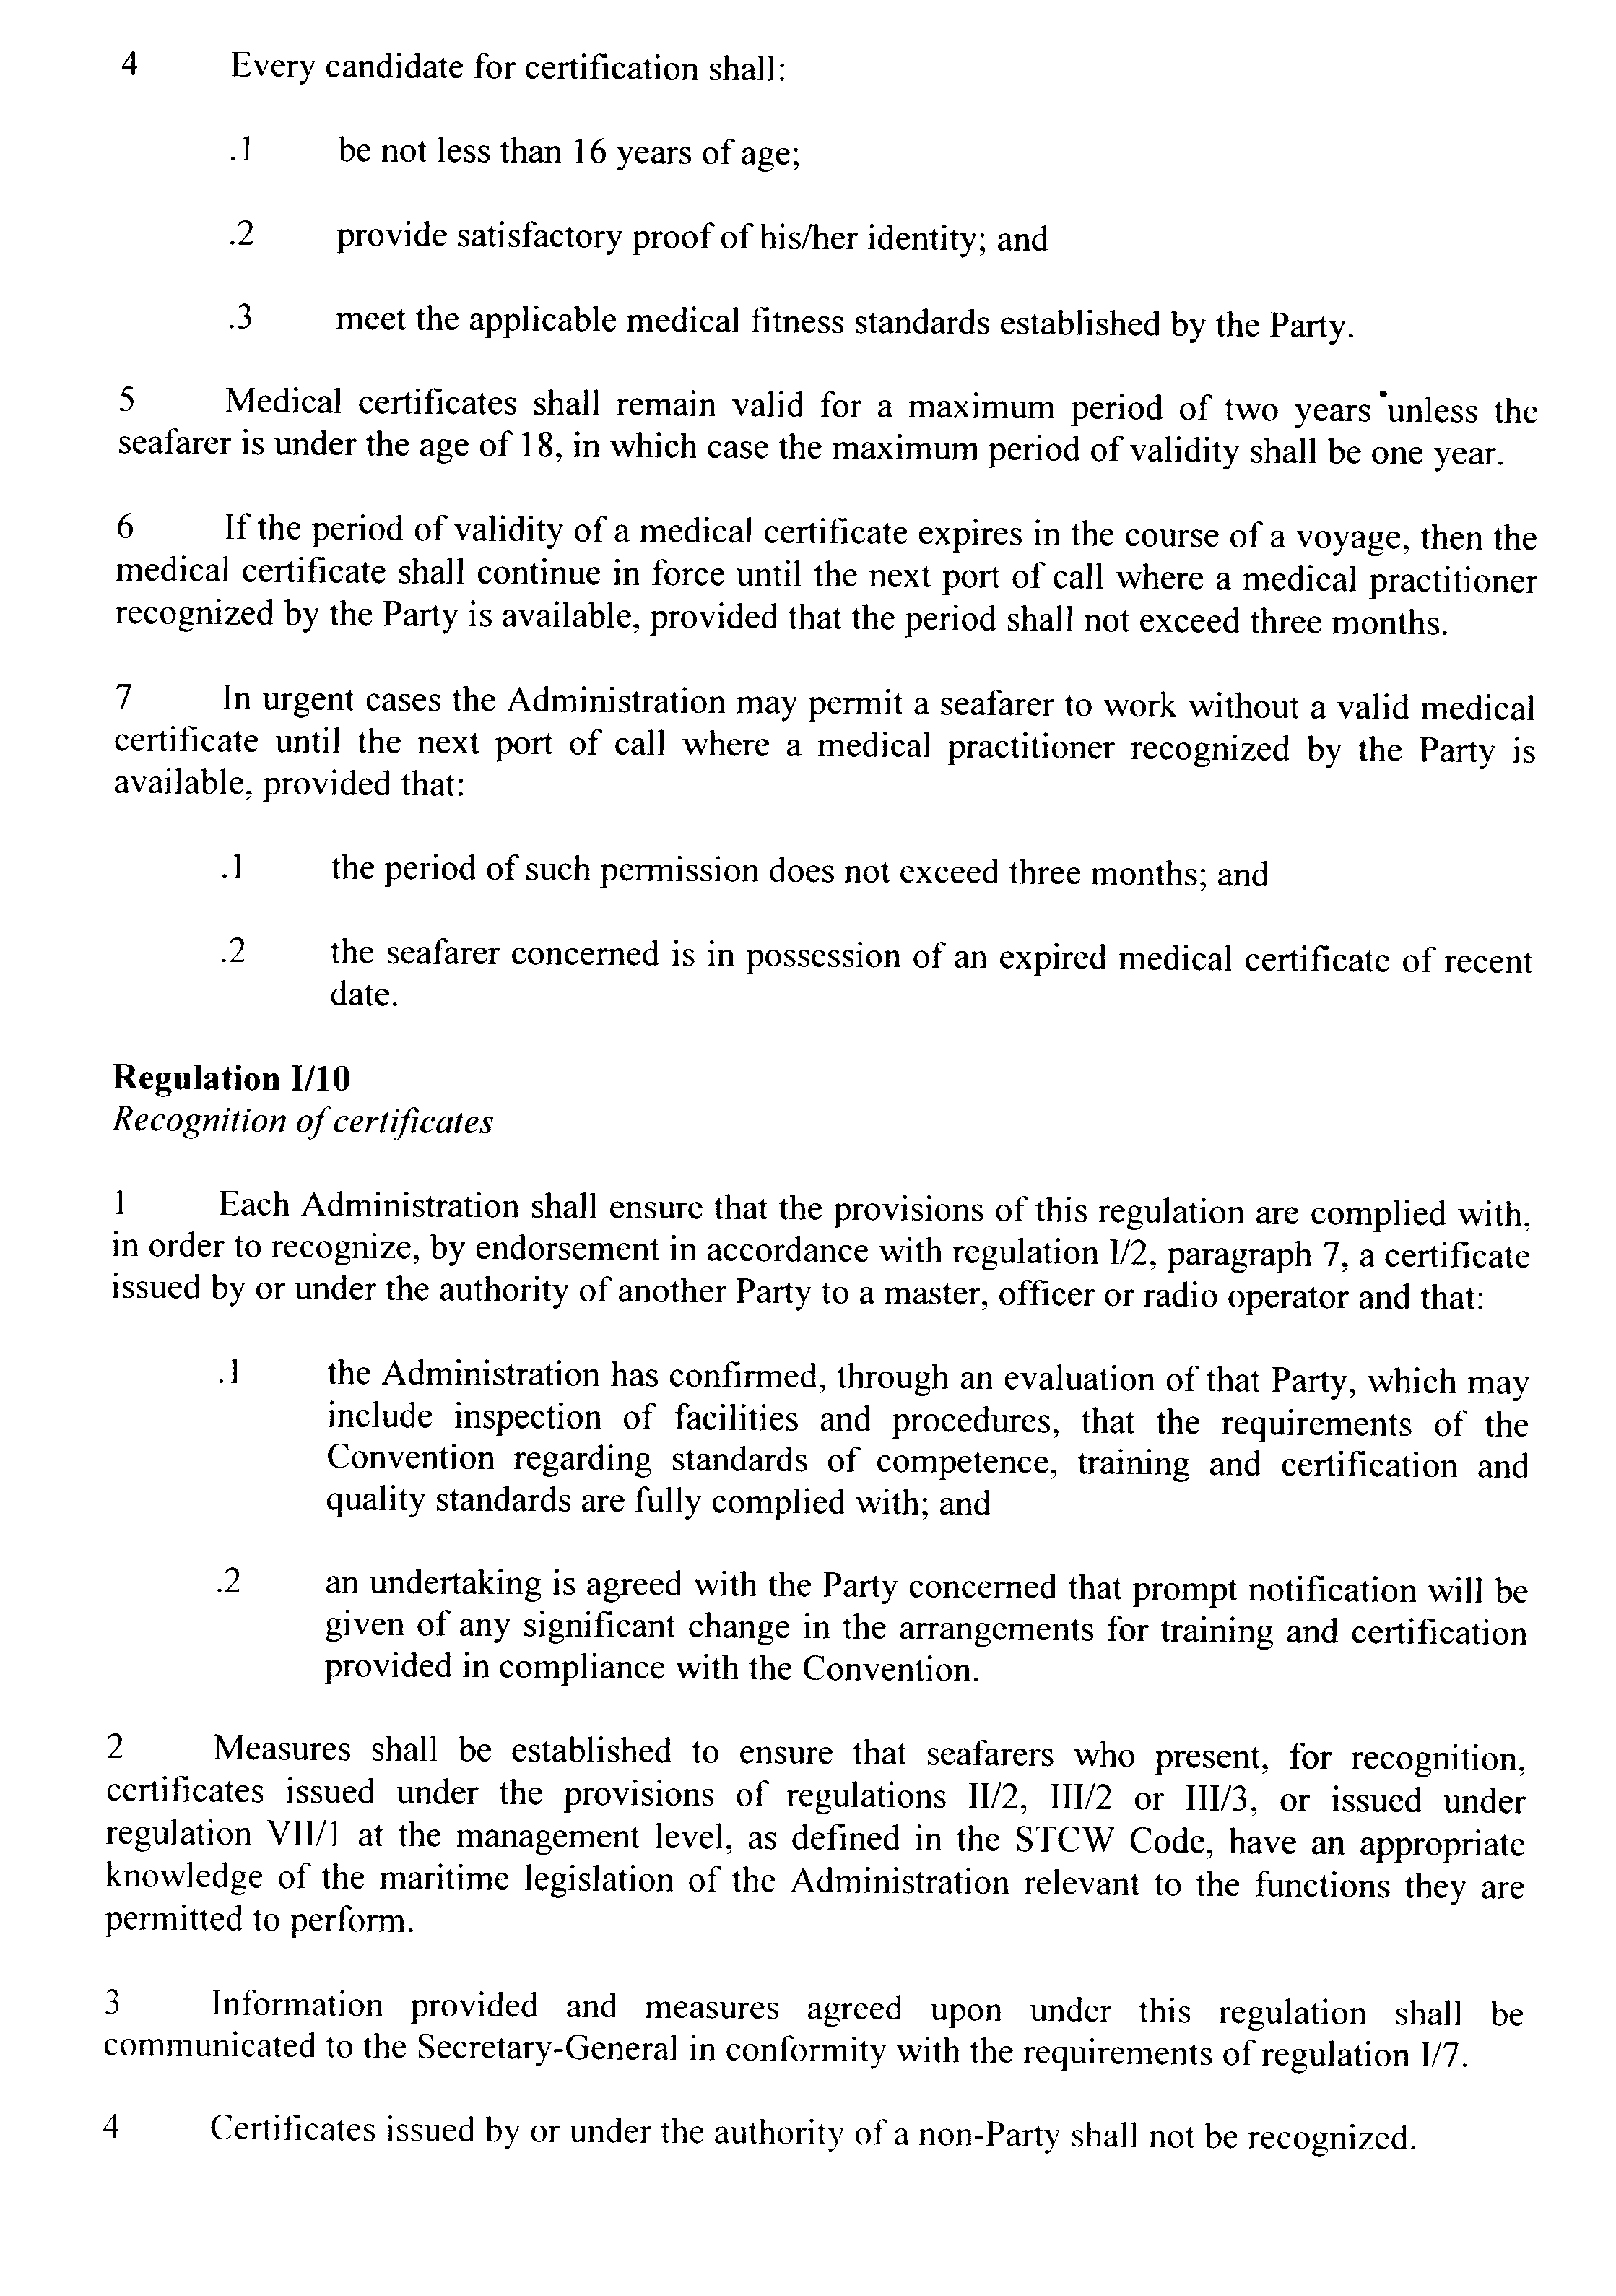 4 Every candidate for certification shall:
.1 be not less than 16 years of age;
.2 provide satisfactory proof of his/her identity; and
.3 meet the applicable medical fitness standards established by the Party.
5 Medical certificates shall remain valid for a maximum period of two years unless the
seafarer is under the age of 18, in which case the maximum period of validity shall be one year.
6 If the period of validity of a medical certificate expires in the course of a voyage, then the
medical certificate shall continue in force until the next port of call where a medical practitioner
recognized by the Party is available, provided that the period shall not exceed three months.
7 In urgent cases the Administration may permit a seafarer to work without a valid medical
certificate until the next port of call where a medical practitioner recognized by the Party is
available, provided that:
.1 the period of such permission does not exceed three months; and
.2 the seafarer concerned is in possession of an expired medical certificate of recent
date.
Regulation I/10
Recognition of certificates
1 Each Administration shall ensure that the provisions of this regulation are complied with,
in order to recognize, by endorsement in accordance with regulation I/2, paragraph 7, a certificate
issued by or under the authority of another Party to a master, officer or radio operator and that:
.1 the Administration has confirmed, through an evaluation of that Party, which may
include inspection of facilities and procedures, that the requirements of the
Convention regarding standards of competence, training and certification and
quality standards are fully complied with; and
.2 an undertaking is agreed with the Party concerned that prompt notification will be
given of any significant change in the arrangements for training and certification
provided in compliance with the Convention.
2 Measures shall be established to ensure that seafarers who present, for recognition,
certificates issued under the provisions of regulations II/2, III/2 or III/3, or issued under
regulation VII/1 at the management level, as defined in the STCW Code, have an appropriate
knowledge of the maritime legislation of the Administration relevant to the functions they are
permitted to perform.
3 Information provided and measures agreed upon under this regulation shall be
communicated to the Secretary-General in conformity with the requirements of regulation I/7.
4 Certificates issued by or under the authority of a non-Party shall not be recognized.